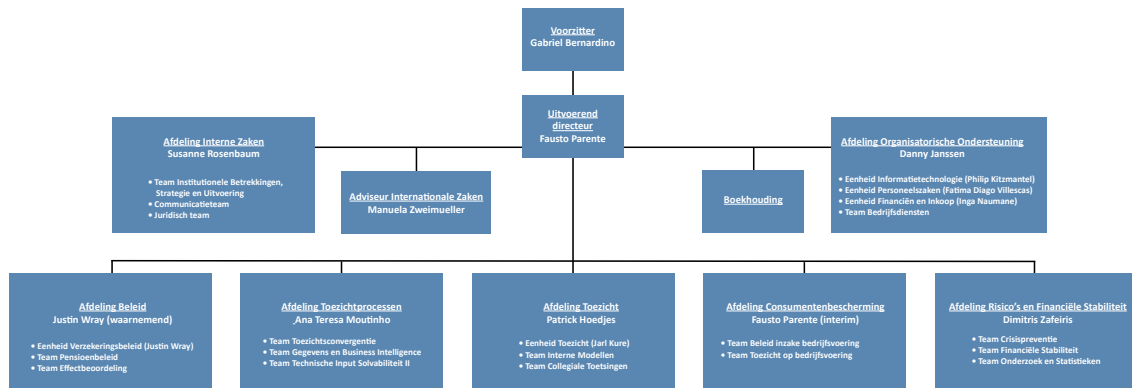 Voorzitter
Gabriel Bernardino
Uitvoerend
directeur
Fausto Parente
Afdeling Interne Zaken
Susanne Rosenbaum
• Team Institutionele Betrekkingen,
Strategie en Uitvoering
• Communicatieteam
• Juridisch team
Adviseur Internationale Zaken
Manuela Zweimueller
Boekhouding
Afdeling Organisatorische Ondersteuning
Danny Janssen
• Eenheid Informatietechnologie (Philip Kitzmantel)
• Eenheid Personeelszaken (Fatima Diago Villescas)
• Eenheid Financiën en Inkoop (Inga Naumane)
• Team Bedrijfsdiensten
Afdeling Beleid
Justin Wray (waarnemend)
• Eenheid Verzekeringsbeleid (Justin Wray)
• Team Pensioenbeleid
• Team Effectbeoordeling
Afdeling Toezichtprocessen
Ana Teresa Moutinho
• Team Toezichtsconvergentie
• Team Gegevens en Business Intelligence
• Team Technische Input Solvabiliteit II
Afdeling Toezicht
Patrick Hoedjes
• Eenheid Toezicht (Jarl Kure)
• Team Interne Modellen
• Team Collegiale Toetsingen
Afdeling Consumentenbescherming
Fausto Parente (interim)
• Team Beleid inzake bedrijfsvoering
• Team Toezicht op bedrijfsvoering
Afdeling Risico's en Financiële Stabiliteit
Dimitris Zafeiris
• Team Crisispreventie
• Team Financiële Stabiliteit
• Team Onderzoek en Statistieken